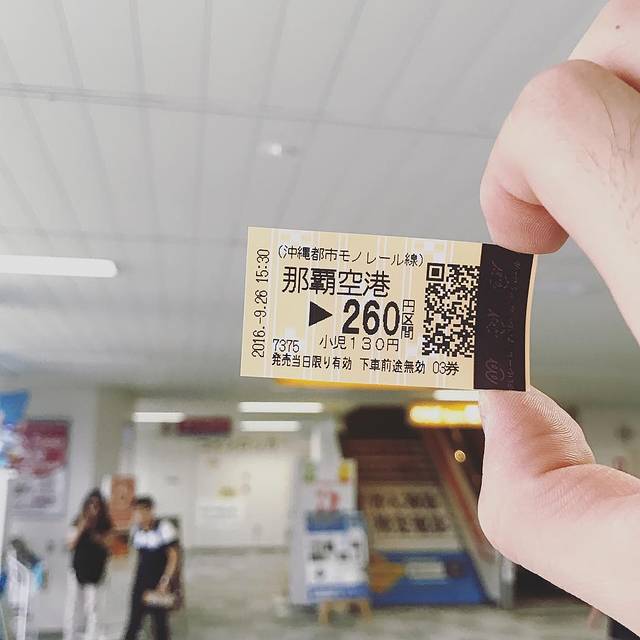 2016.-9.26 15:30
(沖縄都市モノレール線)
那覇空港
▶260円区間
7375 小児130円
発売当日限り有効 下車前途無効 03券